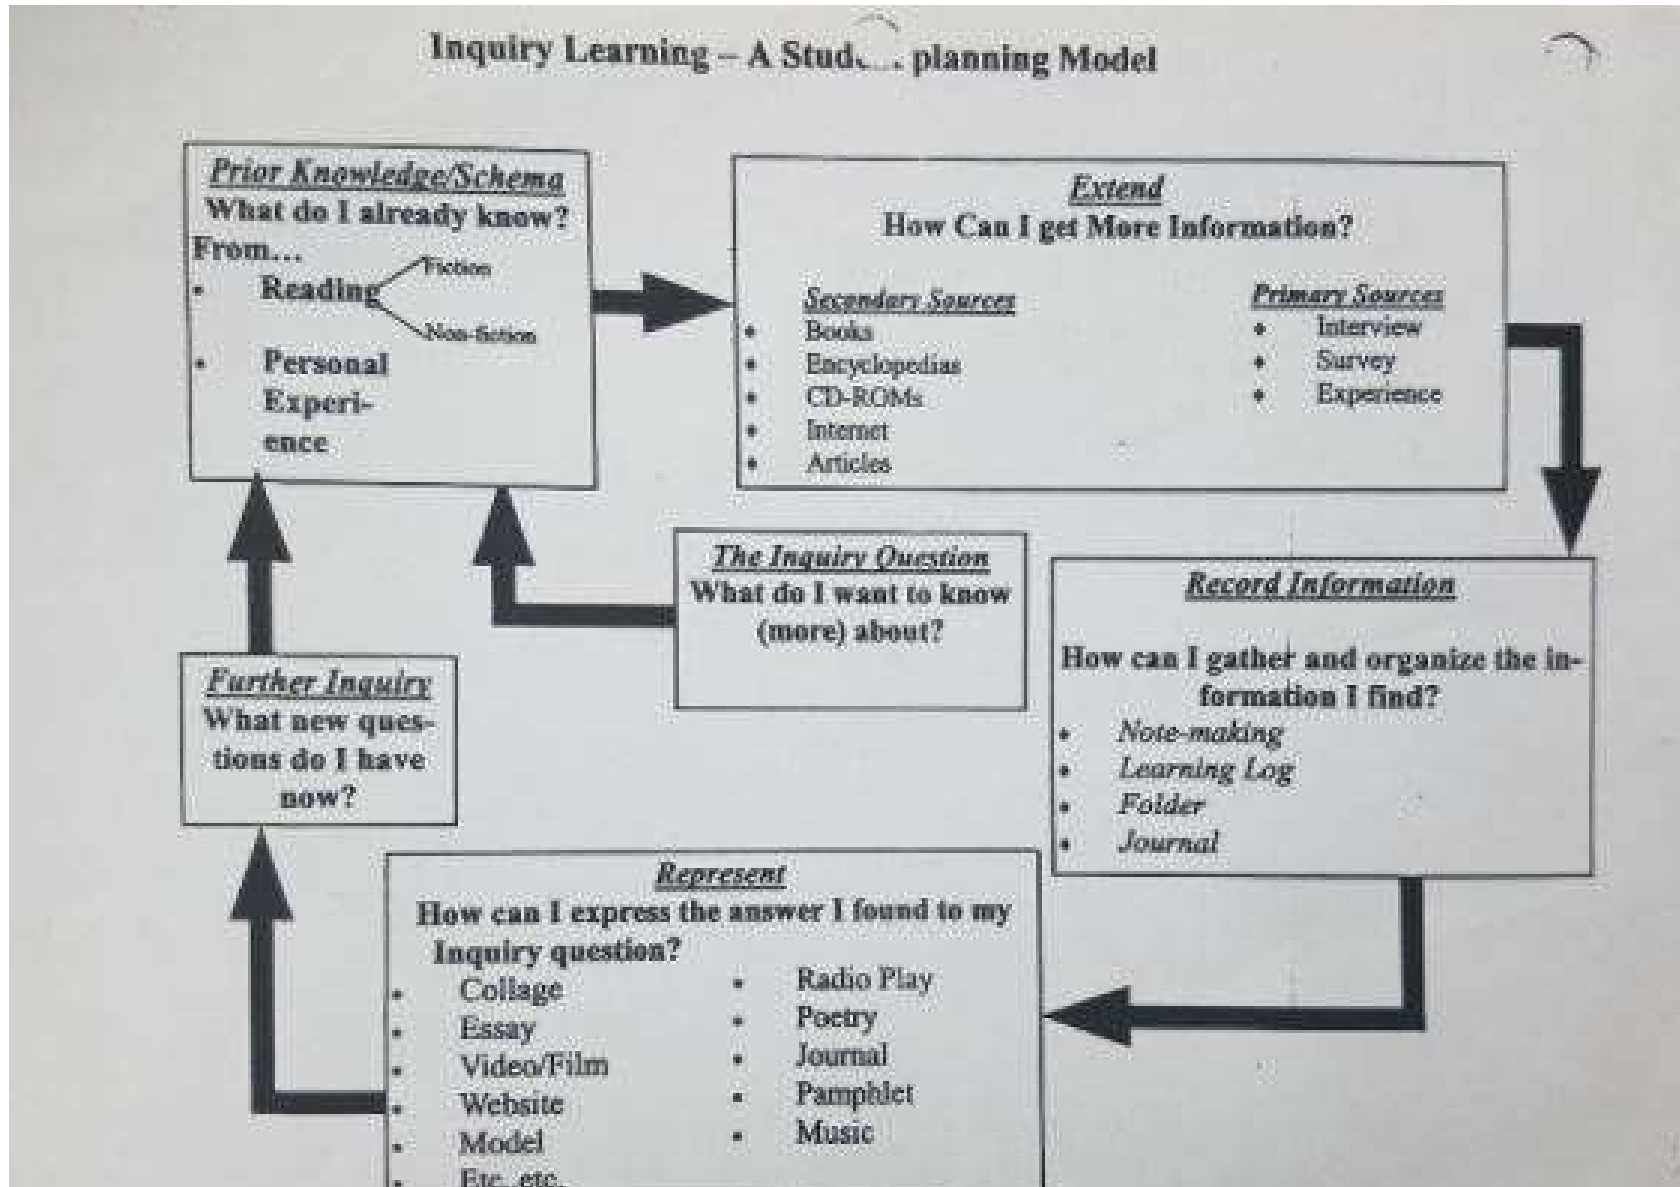 Inquiry Learning – A Stud... planning Model
Prior Knowledge/Schema
What do I already know?
From...
• Reading
Fiction
Non-fiction
• Personal
Experi-
ence
Extend
How Can I get More Information?
Secondary Sources
• Books
• Encyclopedias
• CD-ROMs
• Internet
• Articles
Primary Sources
• Interview
• Survey
• Experience
The Inquiry Question
What do I want to know
(more) about?
Record Information
How can I gather and organize the in-
formation I find?
• Note-making
• Learning Log
• Folder
• Journal
Further Inquiry
What new ques-
tions do I have
now?
Represent
How can I express the answer I found to my
Inquiry question?
• Collage
• Essay
• Video/Film
• Website
• Model
• Etc. etc.
• Radio Play
• Poetry
• Journal
• Pamphlet
• Music